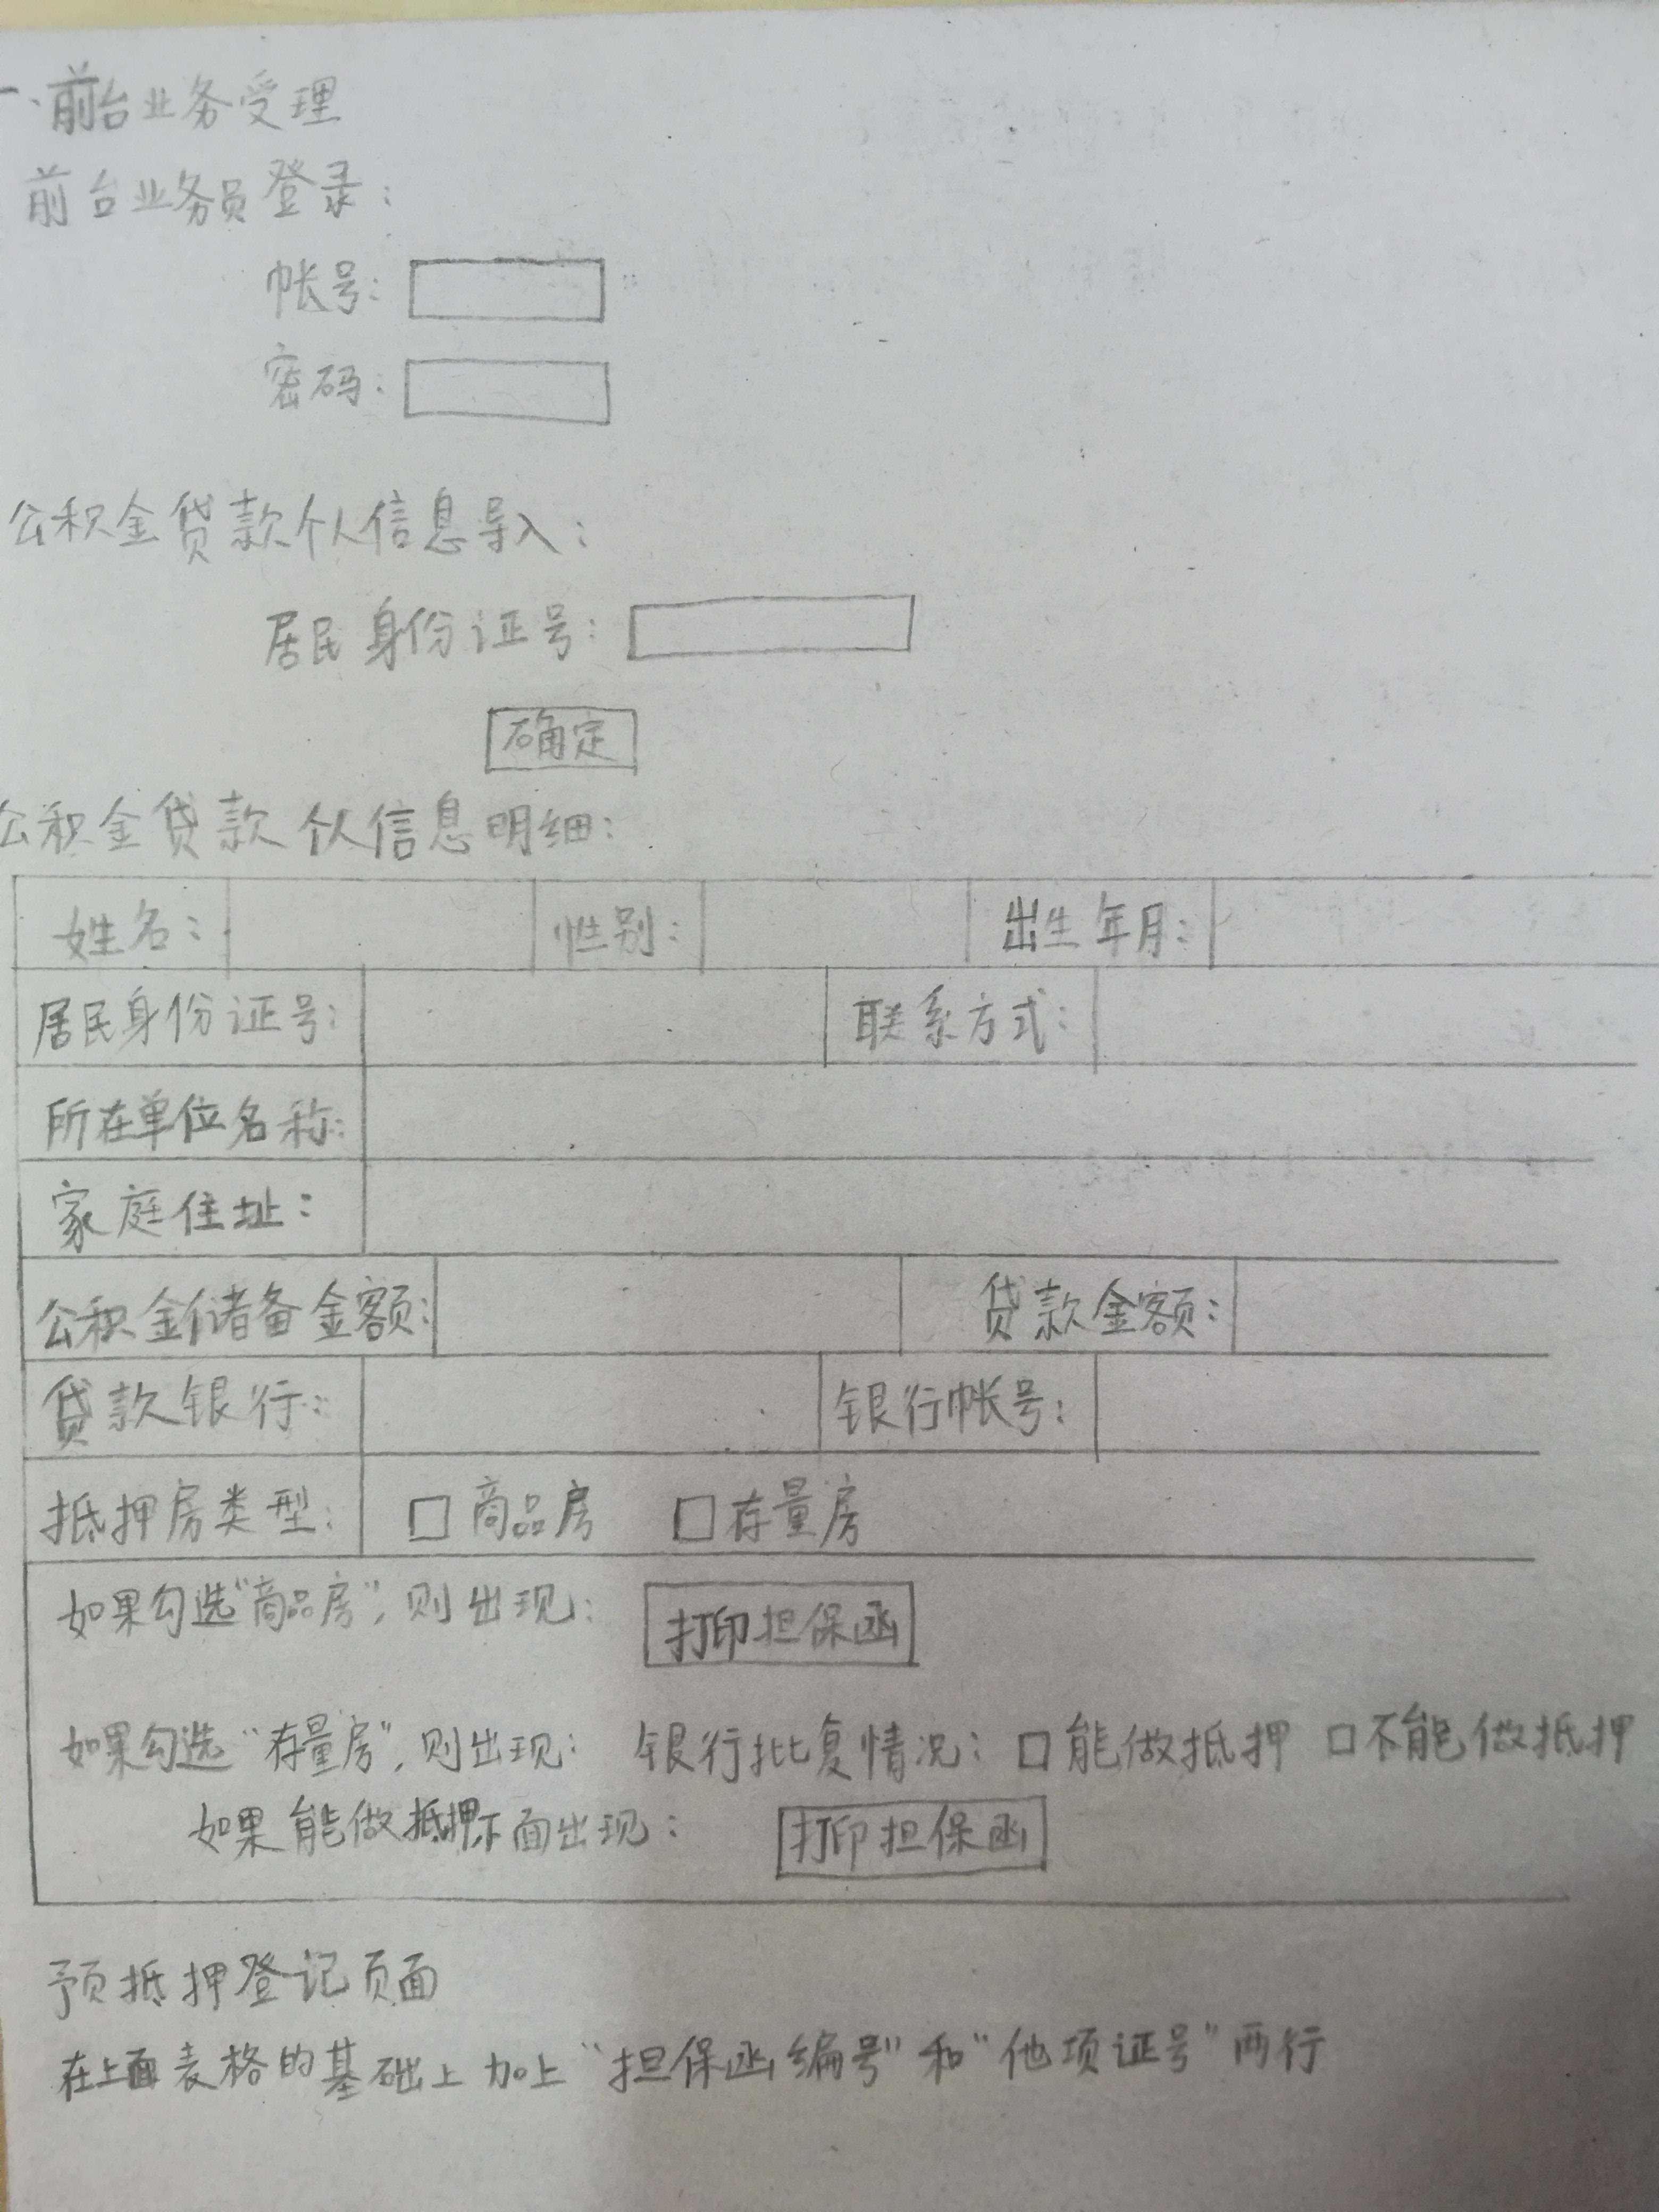 一、前台业务受理
前台业务员登录：
帐号：
密码：
公积金贷款个人信息导入：
居民身份证号：
确定
公积金贷款个人信息明细：
姓名： 性别： 出生年月：
居民身份证号： 联系方式：
所在单位名称：
家庭住址：
公积金储备金额： 贷款金额：
贷款银行： 银行帐号：
抵押房类型： □ 商品房 □ 存量房
如果勾选“商品房”，则出现： 打印担保函
如果勾选“存量房”，则出现： 银行批复情况：□ 能做抵押 □ 不能做抵押
如果能做抵押，下面出现： 打印担保函
预抵押登记页面
在上面表格的基础上加上“担保函编号”和“他项证号”两行